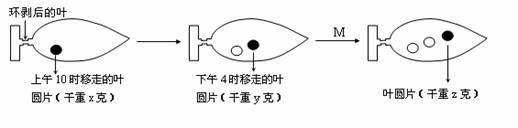 环剥后的叶
M
上午10时移走的叶
圆片（干重x克）
下午4时移走的叶
圆片（干重y克）
叶圆片（干重z克）